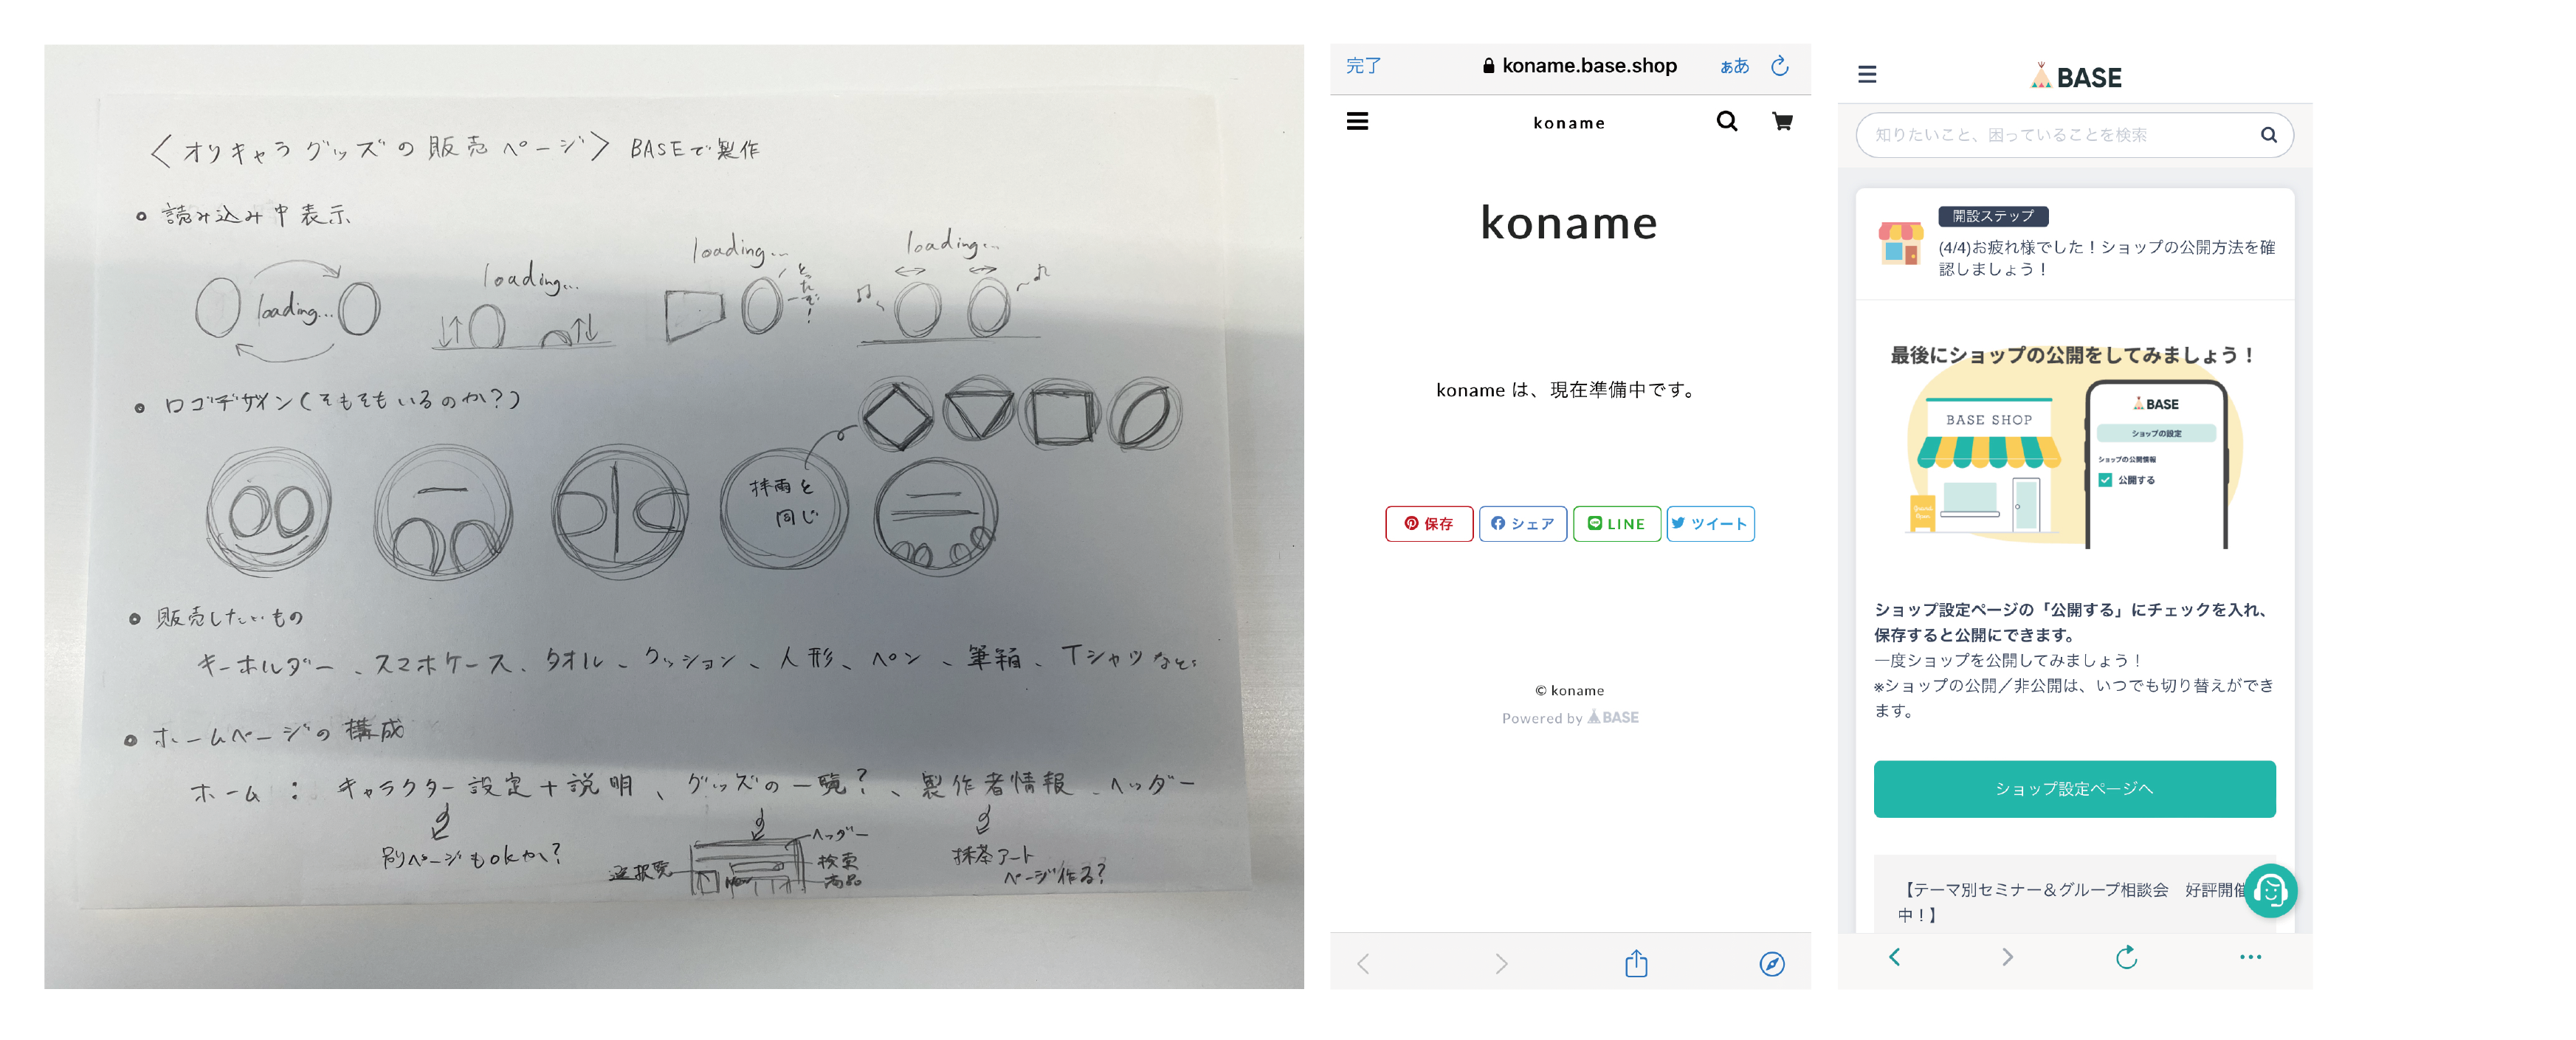 ＜オリキャラグッズの販売ページ＞ BASEで製作
読み込み中表示
loading...
loading...
loading...
とったぞ!
loading...
ロゴデザイン(そもそもいるのか?)
同じ
販売したいもの
キーホルダー、スマホケース、タオル、クッション、人形、ペン、筆箱、Tシャツなど
ホームページの構成
ホーム : キャラクター設定+説明、グッズの一覧?、製作者情報、ヘッダー
別ページもokか?
ヘッダー
選択覧
検索
商品
抹茶アート
ページ作る?
完了
koname.base.shop
ぁあ
koname
koname
koname は、現在準備中です。
保存
シェア
LINE
ツイート
© koname
Powered by BASE
BASE
知りたいこと、困っていることを検索
開設ステップ
(4/4)お疲れ様でした！ショップの公開方法を確
認しましょう！
最後にショップの公開をしてみましょう！
BASE SHOP
BASE
ショップの設定
ショップの公開情報
公開する
ショップ設定ページの「公開する」にチェックを入れ、
保存すると公開にできます。
一度ショップを公開してみましょう！
※ショップの公開／非公開は、いつでも切り替えができ
ます。
ショップ設定ページへ
【テーマ別セミナー＆グループ相談会　好評開催
中！】